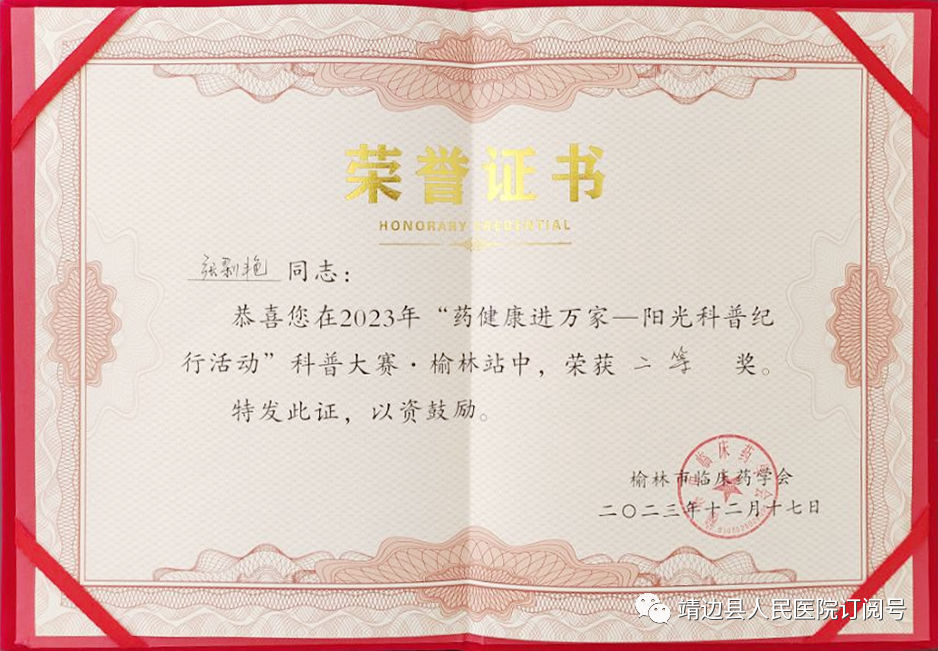 荣誉证书
HONORARY CREDENTIAL
张 艳 同志：
恭喜您在2023年“药健康进万家—阳光科普纪
行活动”科普大赛·榆林站中，荣获 二等 奖。
特发此证，以资鼓励。
榆林市临床药学会
二〇二三年十二月十七日
靖边县人民医院订阅号